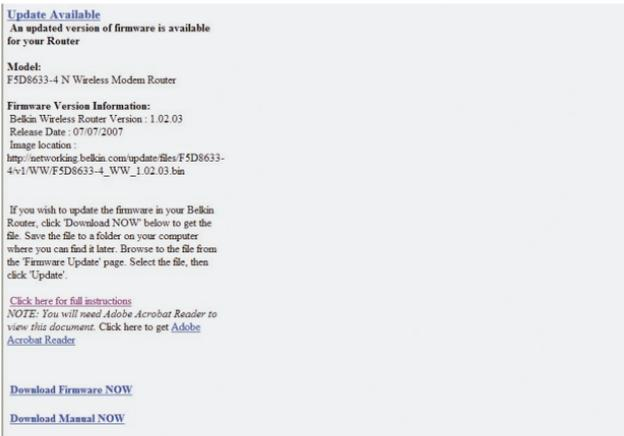 Update Available
An updated version of firmware is available
for your Router
Model:
F5D8633-4 N Wireless Modem Router
Firmware Version Information:
Belkin Wireless Router Version : 1.02.03
Release Date : 07/07/2007
Image location :
http://networking.belkin.com/update/files/F5D8633-
4/v1/WW/F5D8633-4_WW_1.02.03.bin
If you wish to update the firmware in your Belkin
Router, click 'Download NOW' below to get the
file. Save the file to a folder on your computer
where you can find it later. Browse to the file from
the 'Firmware Update' page. Select the file, then
click 'Update'.
Click here for full instructions
NOTE: You will need Adobe Acrobat Reader to
view this document. Click here to get Adobe
Acrobat Reader
Download Firmware NOW
Download Manual NOW